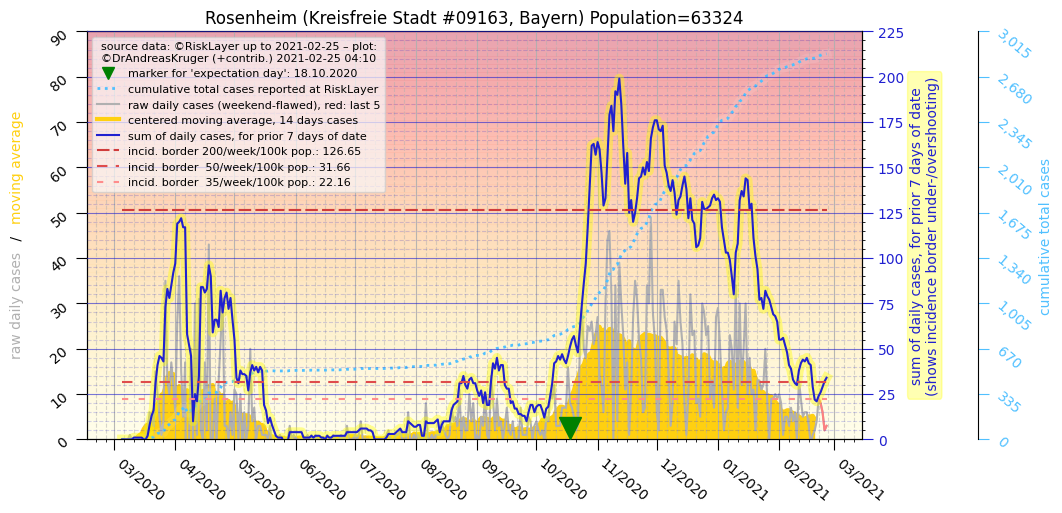 Rosenheim (Kreisfreie Stadt #09163, Bayern) Population=63324
source data: ©RiskLayer up to 2021-02-25 – plot:
©DrAndreasKruger (+contrib.) 2021-02-25 04:10
marker for 'expectation day': 18.10.2020
cumulative total cases reported at RiskLayer
raw daily cases (weekend-flawed), red: last 5
centered moving average, 14 days cases
sum of daily cases, for prior 7 days of date
incid. border 200/week/100k pop.: 126.65
incid. border  50/week/100k pop.: 31.66
incid. border  35/week/100k pop.: 22.16
raw daily cases / moving average
90
80
70
60
50
40
30
20
10
0
03/2020
04/2020
05/2020
06/2020
07/2020
08/2020
09/2020
10/2020
11/2020
12/2020
01/2021
02/2021
03/2021
225
200
175
150
125
100
75
50
25
0
sum of daily cases, for prior 7 days of date
(shows incidence border under-/overshooting)
3,015
2,680
2,345
2,010
1,675
1,340
1,005
670
335
0
cumulative total cases